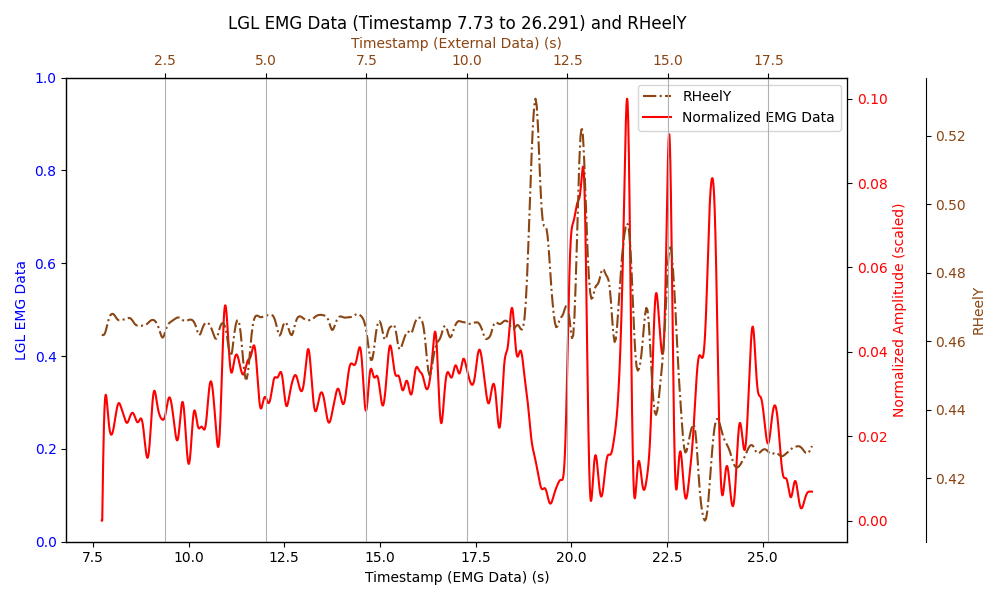 LGL EMG Data (Timestamp 7.73 to 26.291) and RHeelY
Timestamp (External Data) (s)
2.5 5.0 7.5 10.0 12.5 15.0 17.5
RHeelY
Normalized EMG Data
LGL EMG Data
1.0
0.8
0.6
0.4
0.2
0.0
0.10
0.08
0.06
0.04
0.02
0.00
Normalized Amplitude (scaled)
0.52
0.50
0.48
0.46
0.44
0.42
RHeelY
7.5 10.0 12.5 15.0 17.5 20.0 22.5 25.0
Timestamp (EMG Data) (s)